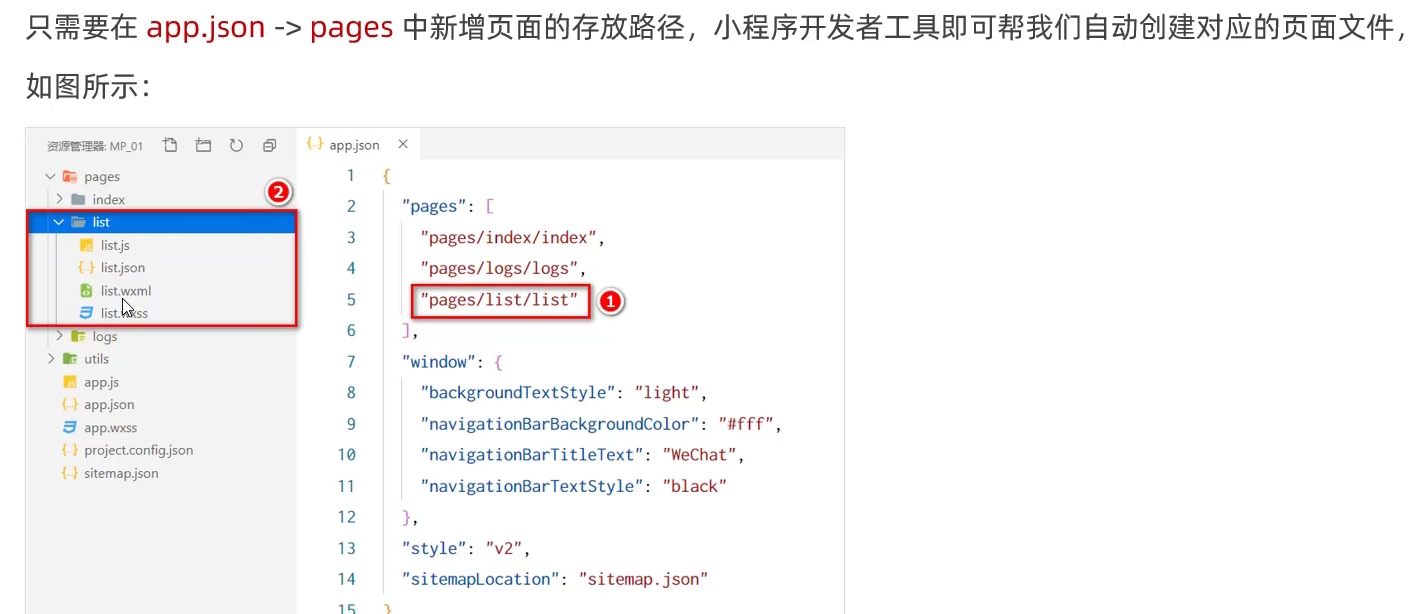 只需要在 app.json -> pages 中新增页面的存放路径，小程序开发者工具即可帮我们自动创建对应的页面文件，
如图所示：
资源管理器: MP_01
app.json ×
pages
index
2
list
list.js
list.json
list.wxml
list.wxss
logs
utils
app.js
app.json
app.wxss
project.config.json
sitemap.json
1 {
2 "pages": [
3 "pages/index/index",
4 "pages/logs/logs",
5 "pages/list/list" 1
6 ],
7 "window": {
8 "backgroundTextStyle": "light",
9 "navigationBarBackgroundColor": "#fff",
10 "navigationBarTitleText": "WeChat",
11 "navigationBarTextStyle": "black"
12 },
13 "style": "v2",
14 "sitemapLocation": "sitemap.json"
15 }